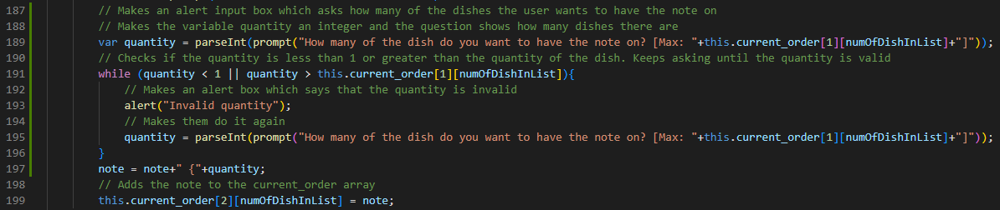 187 // Makes an alert input box which asks how many of the dishes the user wants to have the note on
188 // Makes the variable quantity an integer and the question shows how many dishes there are
189 var quantity = parseInt(prompt("How many of the dish do you want to have the note on? [Max: "+this.current_order[1][numOfDishInList]+"]"));
190 // Checks if the quantity is less than 1 or greater than the quantity of the dish. Keeps asking until the quantity is valid
191 while (quantity < 1 || quantity > this.current_order[1][numOfDishInList]){
192 // Makes an alert box which says that the quantity is invalid
193 alert("Invalid quantity");
194 // Makes them do it again
195 quantity = parseInt(prompt("How many of the dish do you want to have the note on? [Max: "+this.current_order[1][numOfDishInList]+"]"));
196 }
197 note = note+" {"+quantity;
198 // Adds the note to the current_order array
199 this.current_order[2][numOfDishInList] = note;